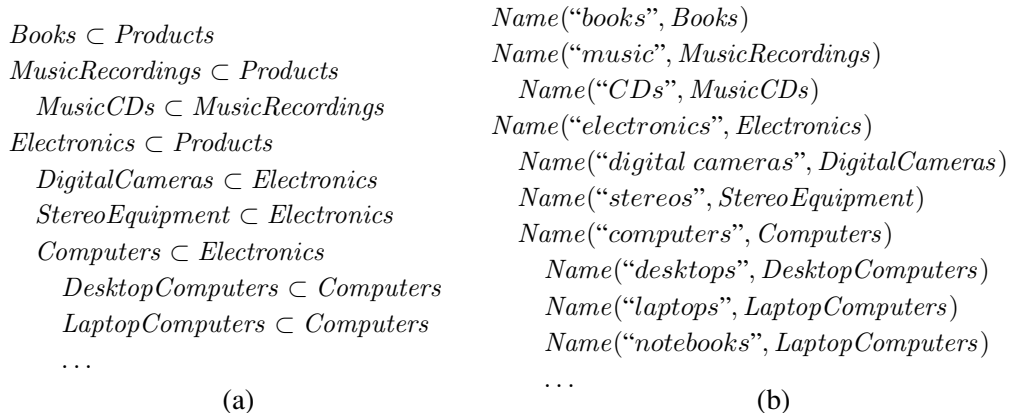 Books ⊂ Products
MusicRecordings ⊂ Products
MusicCDs ⊂ MusicRecordings
Electronics ⊂ Products
DigitalCameras ⊂ Electronics
StereoEquipment ⊂ Electronics
Computers ⊂ Electronics
DesktopComputers ⊂ Computers
LaptopComputers ⊂ Computers
. . .
(a)
Name(“books”, Books)
Name(“music”, MusicRecordings)
Name(“CDs”, MusicCDs)
Name(“electronics”, Electronics)
Name(“digital cameras”, DigitalCameras)
Name(“stereos”, StereoEquipment)
Name(“computers”, Computers)
Name(“desktops”, DesktopComputers)
Name(“laptops”, LaptopComputers)
Name(“notebooks”, LaptopComputers)
. . .
(b)